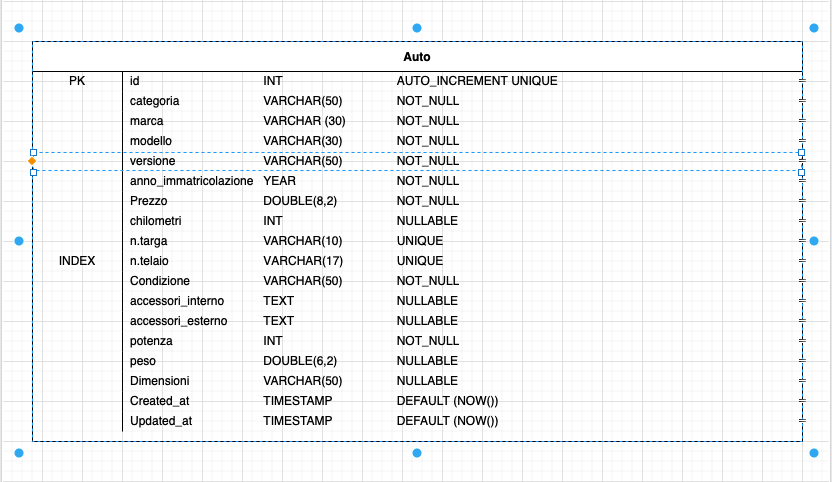 Auto
PK id INT AUTO_INCREMENT UNIQUE
categoria VARCHAR(50) NOT_NULL
marca VARCHAR (30) NOT_NULL
modello VARCHAR(30) NOT_NULL
versione VARCHAR(50) NOT_NULL
anno_immatricolazione YEAR NOT_NULL
Prezzo DOUBLE(8,2) NOT_NULL
chilometri INT NULLABLE
n.targa VARCHAR(10) UNIQUE
INDEX n.telaio VARCHAR(17) UNIQUE
Condizione VARCHAR(50) NOT_NULL
accessori_interno TEXT NULLABLE
accessori_esterno TEXT NULLABLE
potenza INT NOT_NULL
peso DOUBLE(6,2) NULLABLE
Dimensioni VARCHAR(50) NULLABLE
Created_at TIMESTAMP DEFAULT (NOW())
Updated_at TIMESTAMP DEFAULT (NOW())